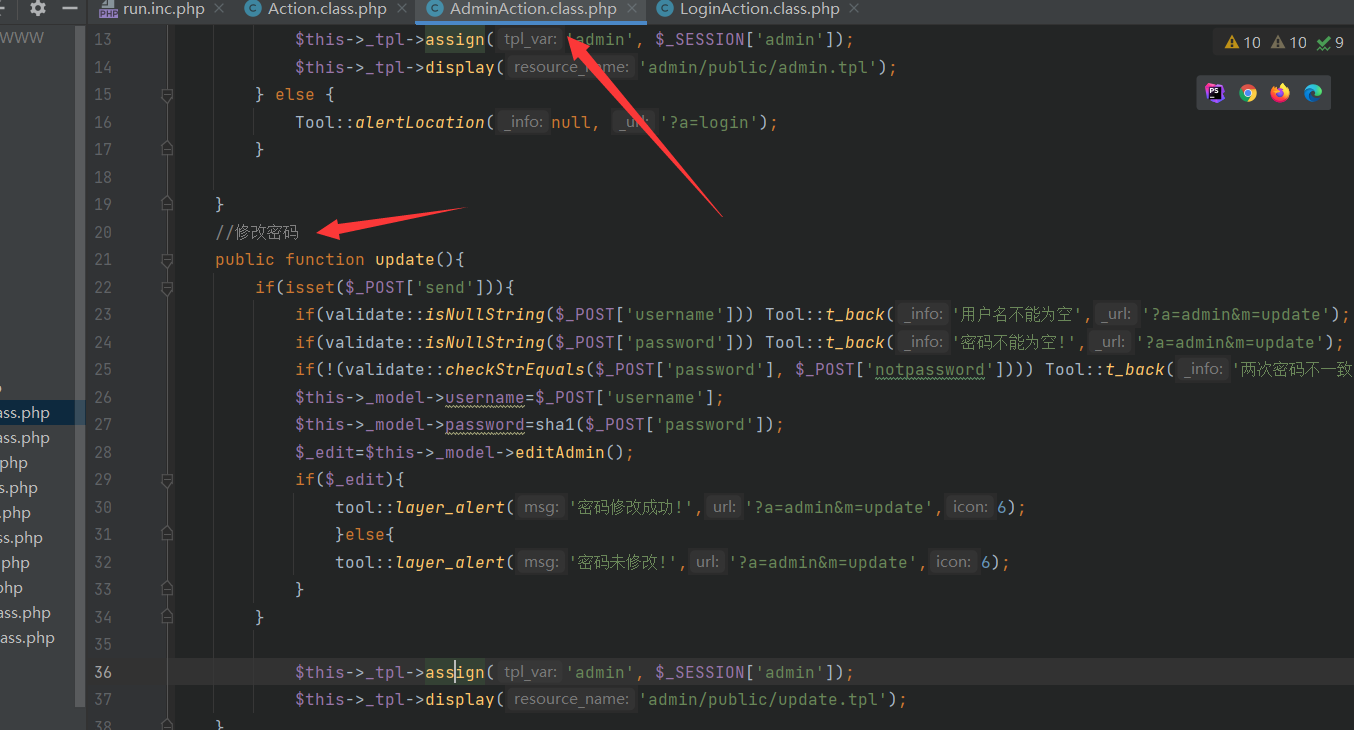 run.inc.php Action.class.php AdminAction.class.php LoginAction.class.php
WWW
10 10 9
13 $this->_tpl->assign( tpl_var: 'admin', $_SESSION['admin']);
14 $this->_tpl->display( resource_name: 'admin/public/admin.tpl');
15 } else {
16 Tool::alertLocation( _info: null, _url: '?a=login');
17 }
18
19 }
20 //修改密码
21 public function update(){
22 if(isset($_POST['send'])){
23 if(validate::isNullString($_POST['username'])) Tool::t_back( _info: '用户名不能为空', _url: '?a=admin&m=update');
24 if(validate::isNullString($_POST['password'])) Tool::t_back( _info: '密码不能为空!', _url: '?a=admin&m=update');
25 if(!(validate::checkStrEquals($_POST['password'], $_POST['notpassword']))) Tool::t_back( _info: '两次密码不一致
26 $this->_model->username=$_POST['username'];
27 $this->_model->password=sha1($_POST['password']);
28 $_edit=$this->_model->editAdmin();
29 if($_edit){
30 tool::layer_alert( msg: '密码修改成功!', url: '?a=admin&m=update', icon: 6);
31 }else{
32 tool::layer_alert( msg: '密码未修改!', url: '?a=admin&m=update', icon: 6);
33 }
34 }
35
36 $this->_tpl->assign( tpl_var: 'admin', $_SESSION['admin']);
37 $this->_tpl->display( resource_name: 'admin/public/update.tpl');
38 }
ass.php
ass.php
.php
s.php
.php
ss.php
php
php
ass.php
lass.php